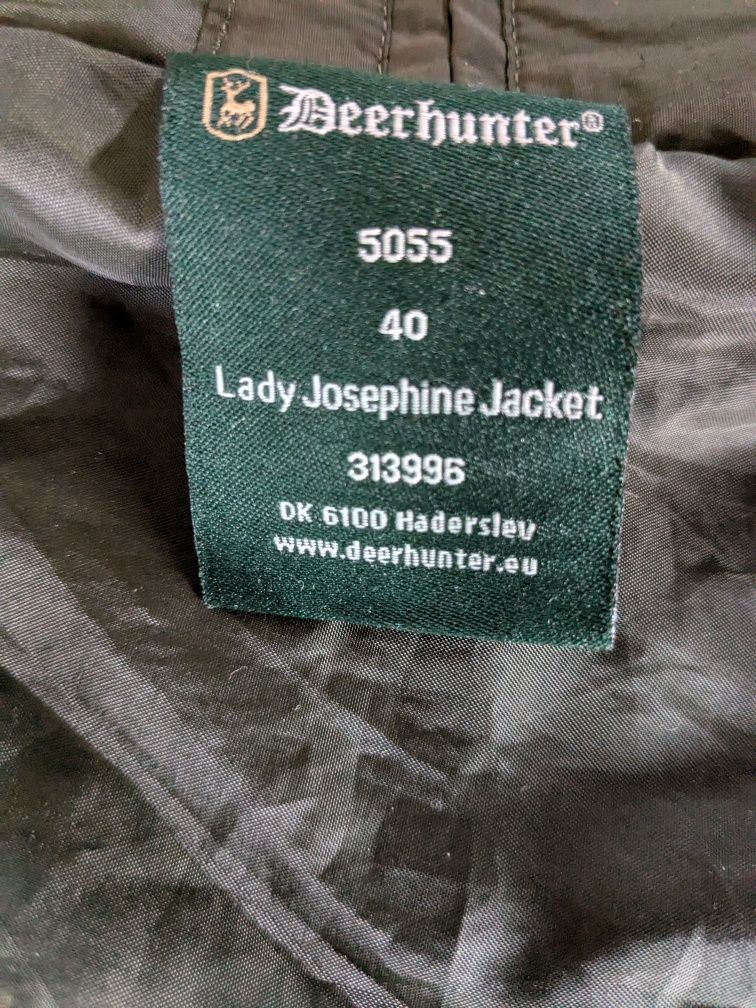 Deerhunter®
5055
40
Lady Josephine Jacket
313996
DK 6100 Haderslev
www.deerhunter.eu